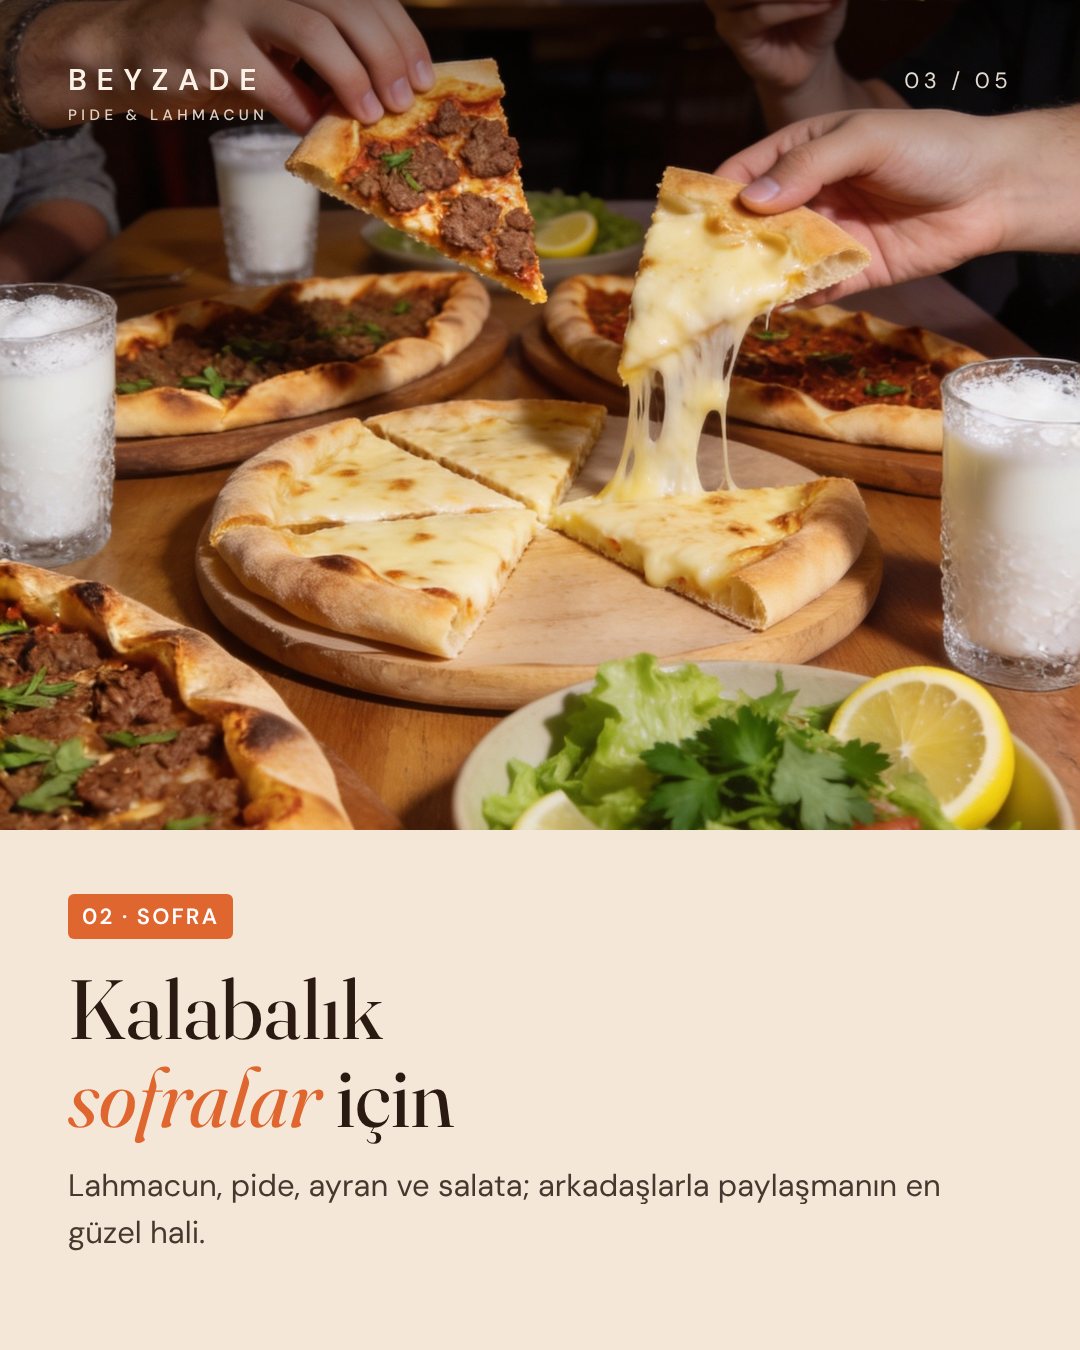 BEYZADE
PIDE & LAHMACUN
03 / 05
02 · SOFRA
Kalabalık
sofralar için
Lahmacun, pide, ayran ve salata; arkadaşlarla paylaşmanın en
güzel hali.